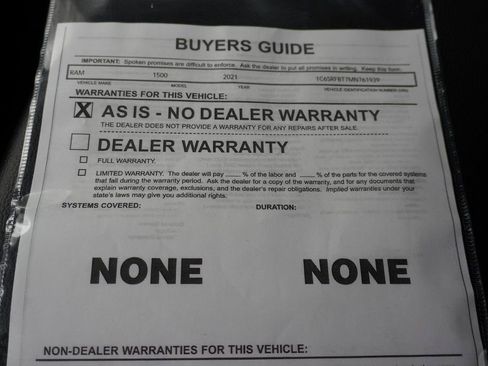 BUYERS GUIDE
IMPORTANT: Spoken promises are difficult to enforce. Ask the dealer to put all promises in writing. Keep this form.
RAM 1500 2021 1C6SRFBT7MN761939
VEHICLE MAKE MODEL YEAR VEHICLE IDENTIFICATION NUMBER (VIN)
WARRANTIES FOR THIS VEHICLE:
X AS IS - NO DEALER WARRANTY
THE DEALER DOES NOT PROVIDE A WARRANTY FOR ANY REPAIRS AFTER SALE.
DEALER WARRANTY
FULL WARRANTY.
LIMITED WARRANTY. The dealer will pay ____ % of the labor and ____ % of the parts for the covered systems
that fail during the warranty period. Ask the dealer for a copy of the warranty, and for any documents that
explain warranty coverage, exclusions, and the dealer's repair obligations. Implied warranties under your
state's laws may give you additional rights.
SYSTEMS COVERED: DURATION:
NONE NONE
NON-DEALER WARRANTIES FOR THIS VEHICLE: